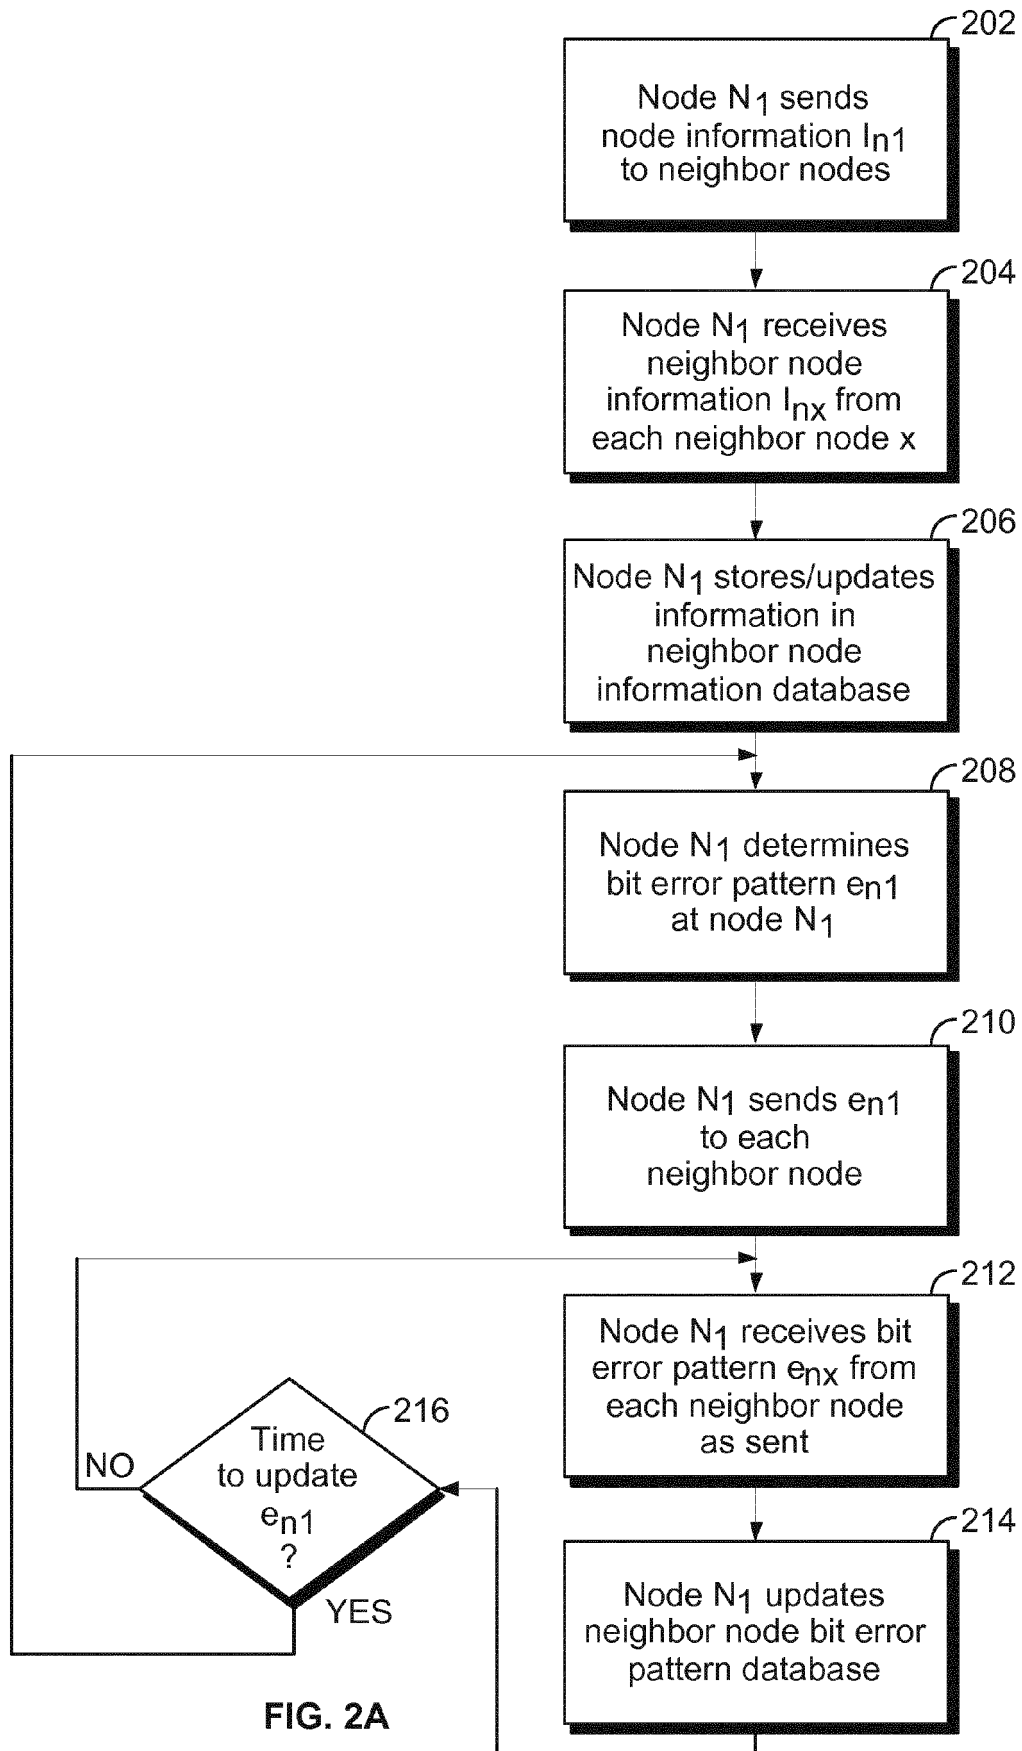 202
Node N1 sends
node information In1
to neighbor nodes
204
Node N1 receives
neighbor node
information Inx from
each neighbor node x
206
Node N1 stores/updates
information in
neighbor node
information database
208
Node N1 determines
bit error pattern en1
at node N1
210
Node N1 sends en1
to each
neighbor node
212
Node N1 receives bit
error pattern enx from
each neighbor node
as sent
216
Time
to update
en1
?
NO
YES
214
Node N1 updates
neighbor node bit error
pattern database
FIG. 2A